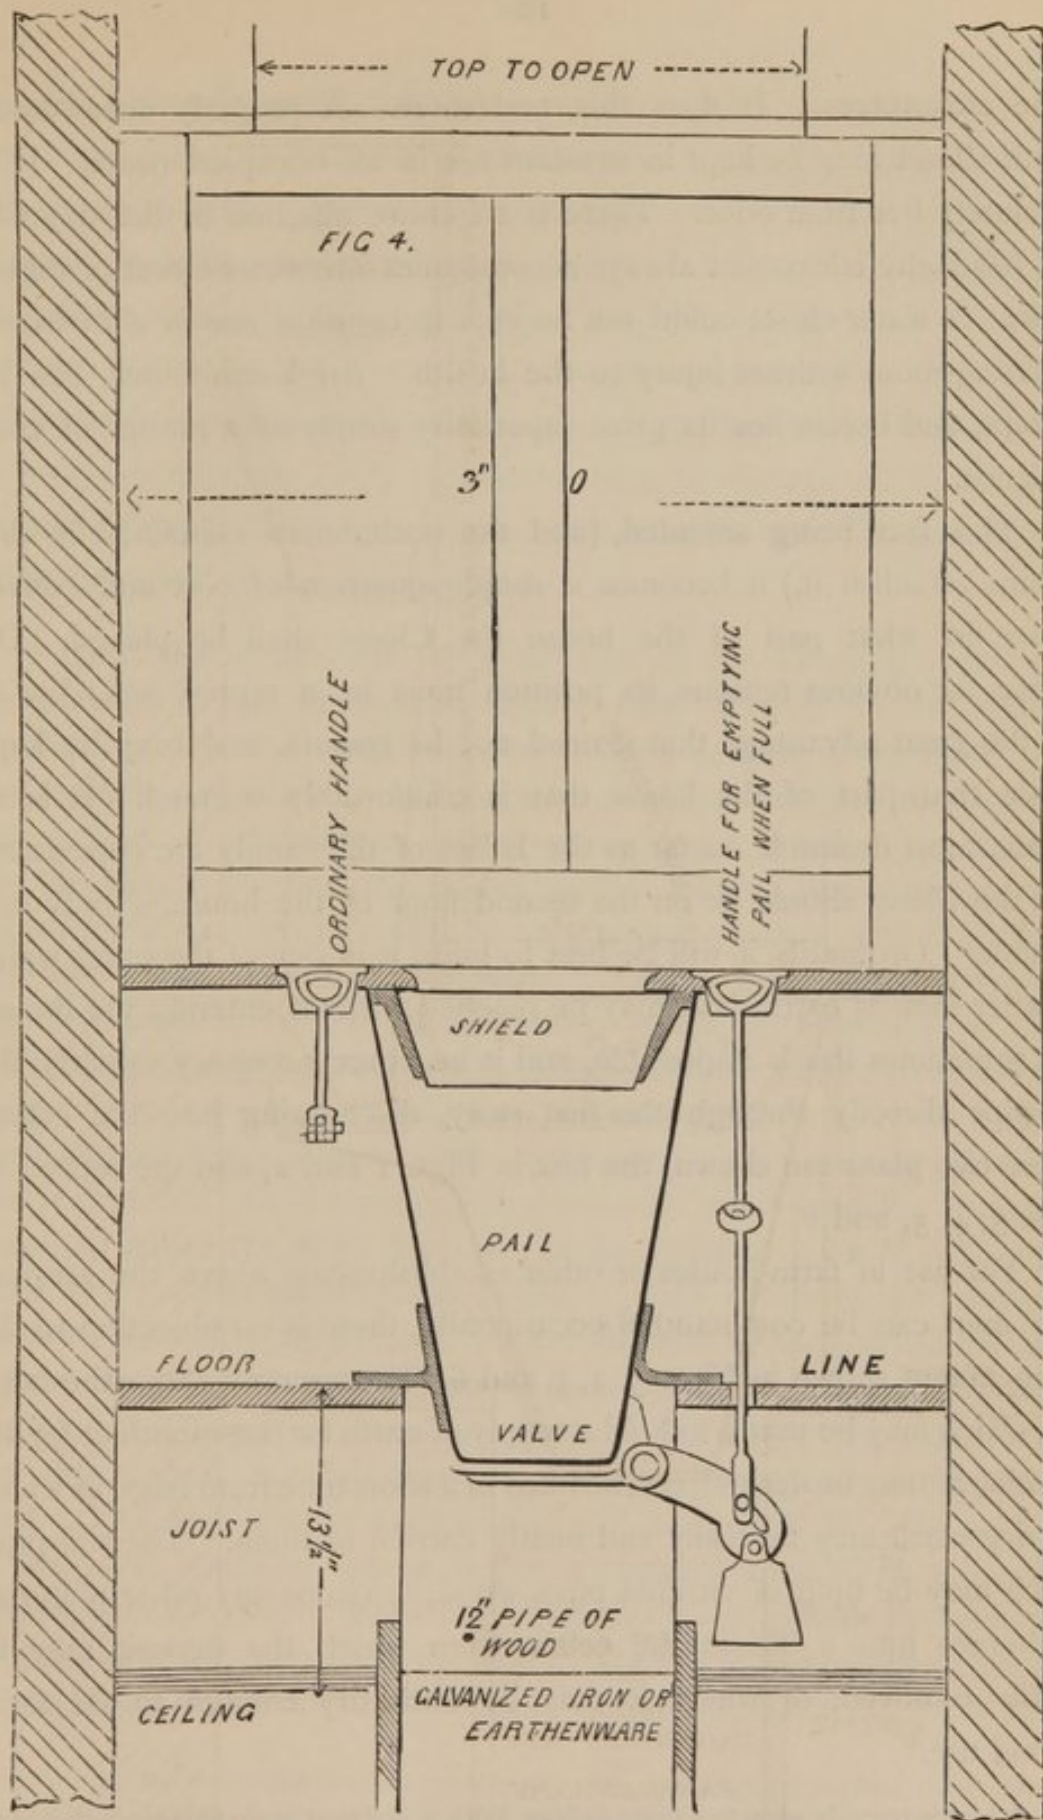 TOP TO OPEN
FIG 4.
3" 0
ORDINARY HANDLE
HANDLE FOR EMPTYING
PAIL WHEN FULL
SHIELD
PAIL
FLOOR LINE
VALVE
JOIST
13½"
12" PIPE OF
WOOD
CEILING
GALVANIZED IRON OR
EARTHENWARE